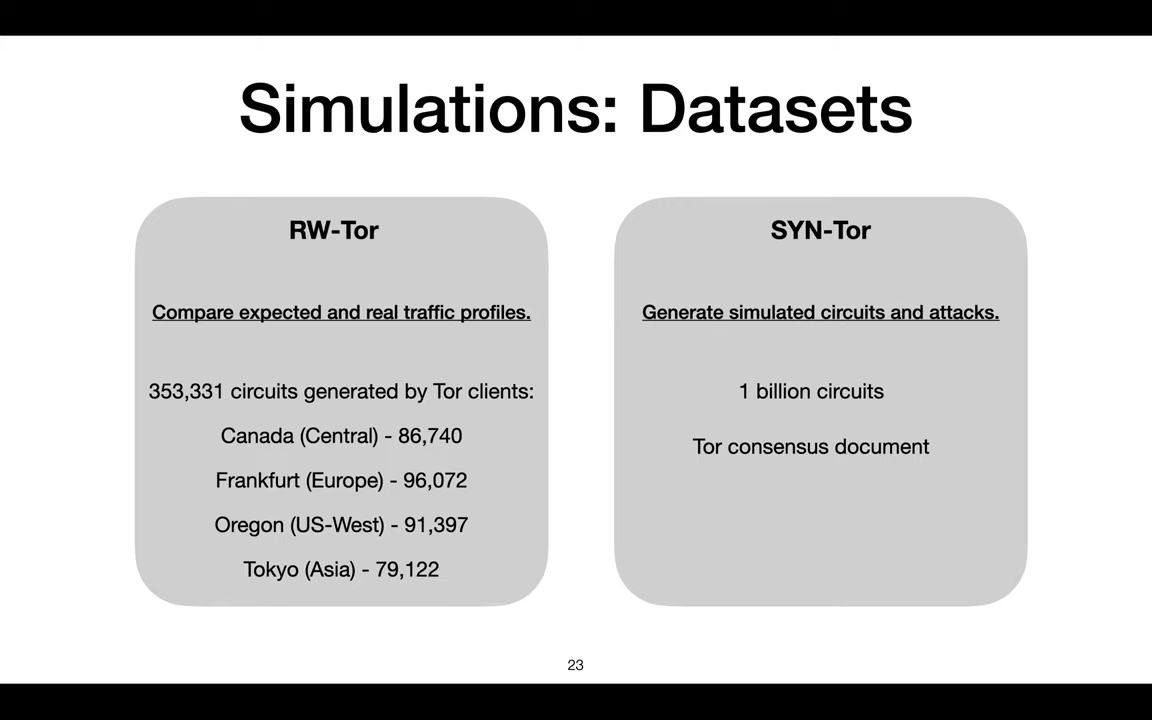 Simulations: Datasets
RW-Tor
Compare expected and real traffic profiles.
353,331 circuits generated by Tor clients:
Canada (Central) - 86,740
Frankfurt (Europe) - 96,072
Oregon (US-West) - 91,397
Tokyo (Asia) - 79,122
SYN-Tor
Generate simulated circuits and attacks.
1 billion circuits
Tor consensus document
23